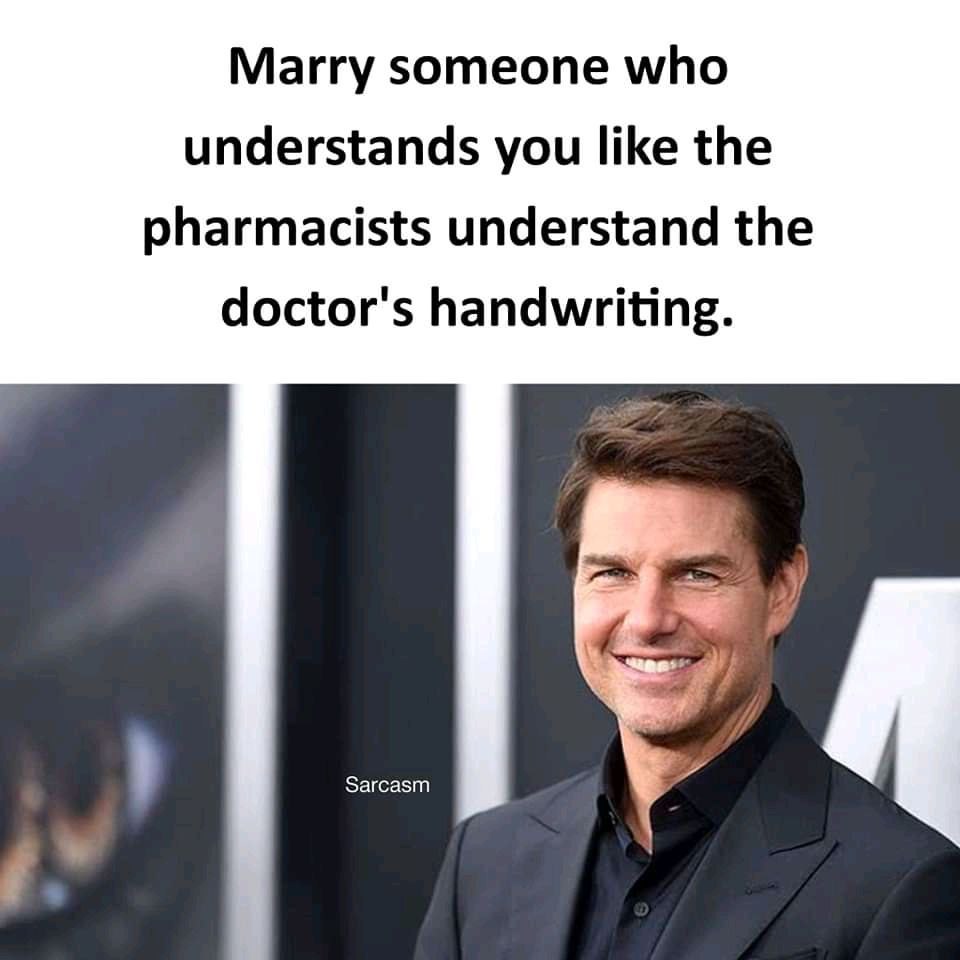 Marry someone who
understands you like the
pharmacists understand the
doctor's handwriting.
Sarcasm